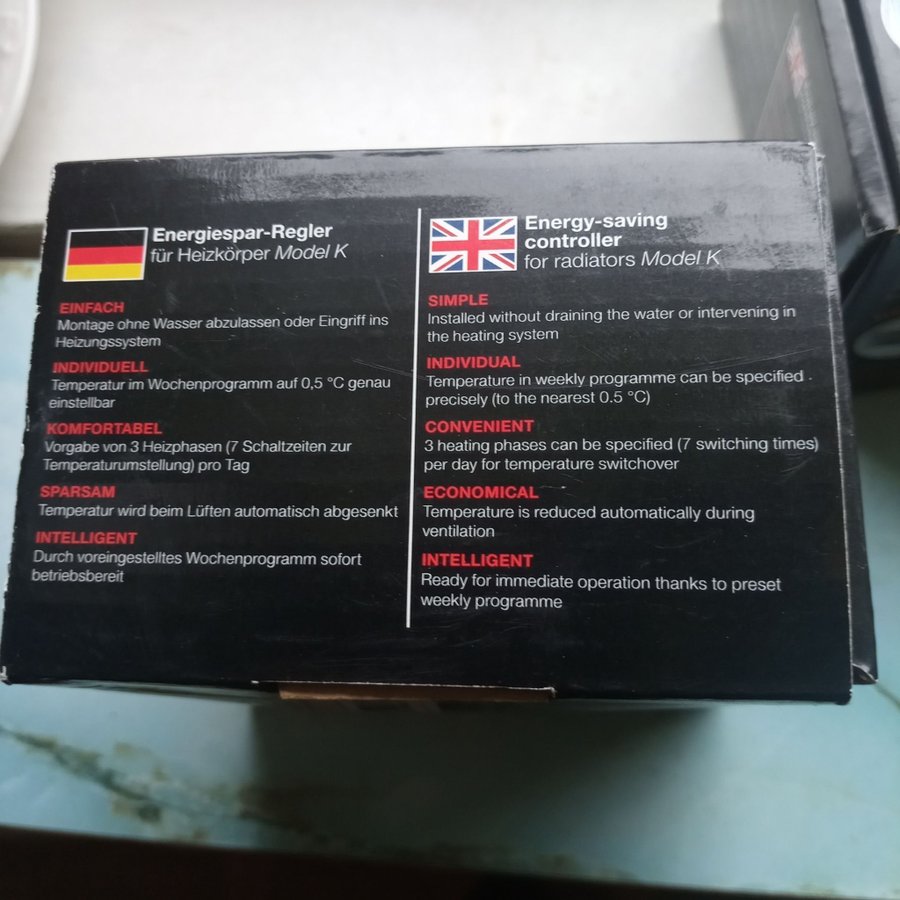 Energiespar-Regler
für Heizkörper Model K
EINFACH
Montage ohne Wasser abzulassen oder Eingriff ins
Heizungssystem
INDIVIDUELL
Temperatur im Wochenprogramm auf 0,5 °C genau
einstellbar
KOMFORTABEL
Vorgabe von 3 Heizphasen (7 Schaltzeiten zur
Temperaturumstellung) pro Tag
SPARSAM
Temperatur wird beim Lüften automatisch abgesenkt
INTELLIGENT
Durch voreingestelltes Wochenprogramm sofort
betriebsbereit
Energy-saving
controller
for radiators Model K
SIMPLE
Installed without draining the water or intervening in
the heating system
INDIVIDUAL
Temperature in weekly programme can be specified
precisely (to the nearest 0.5 °C)
CONVENIENT
3 heating phases can be specified (7 switching times)
per day for temperature switchover
ECONOMICAL
Temperature is reduced automatically during
ventilation
INTELLIGENT
Ready for immediate operation thanks to preset
weekly programme